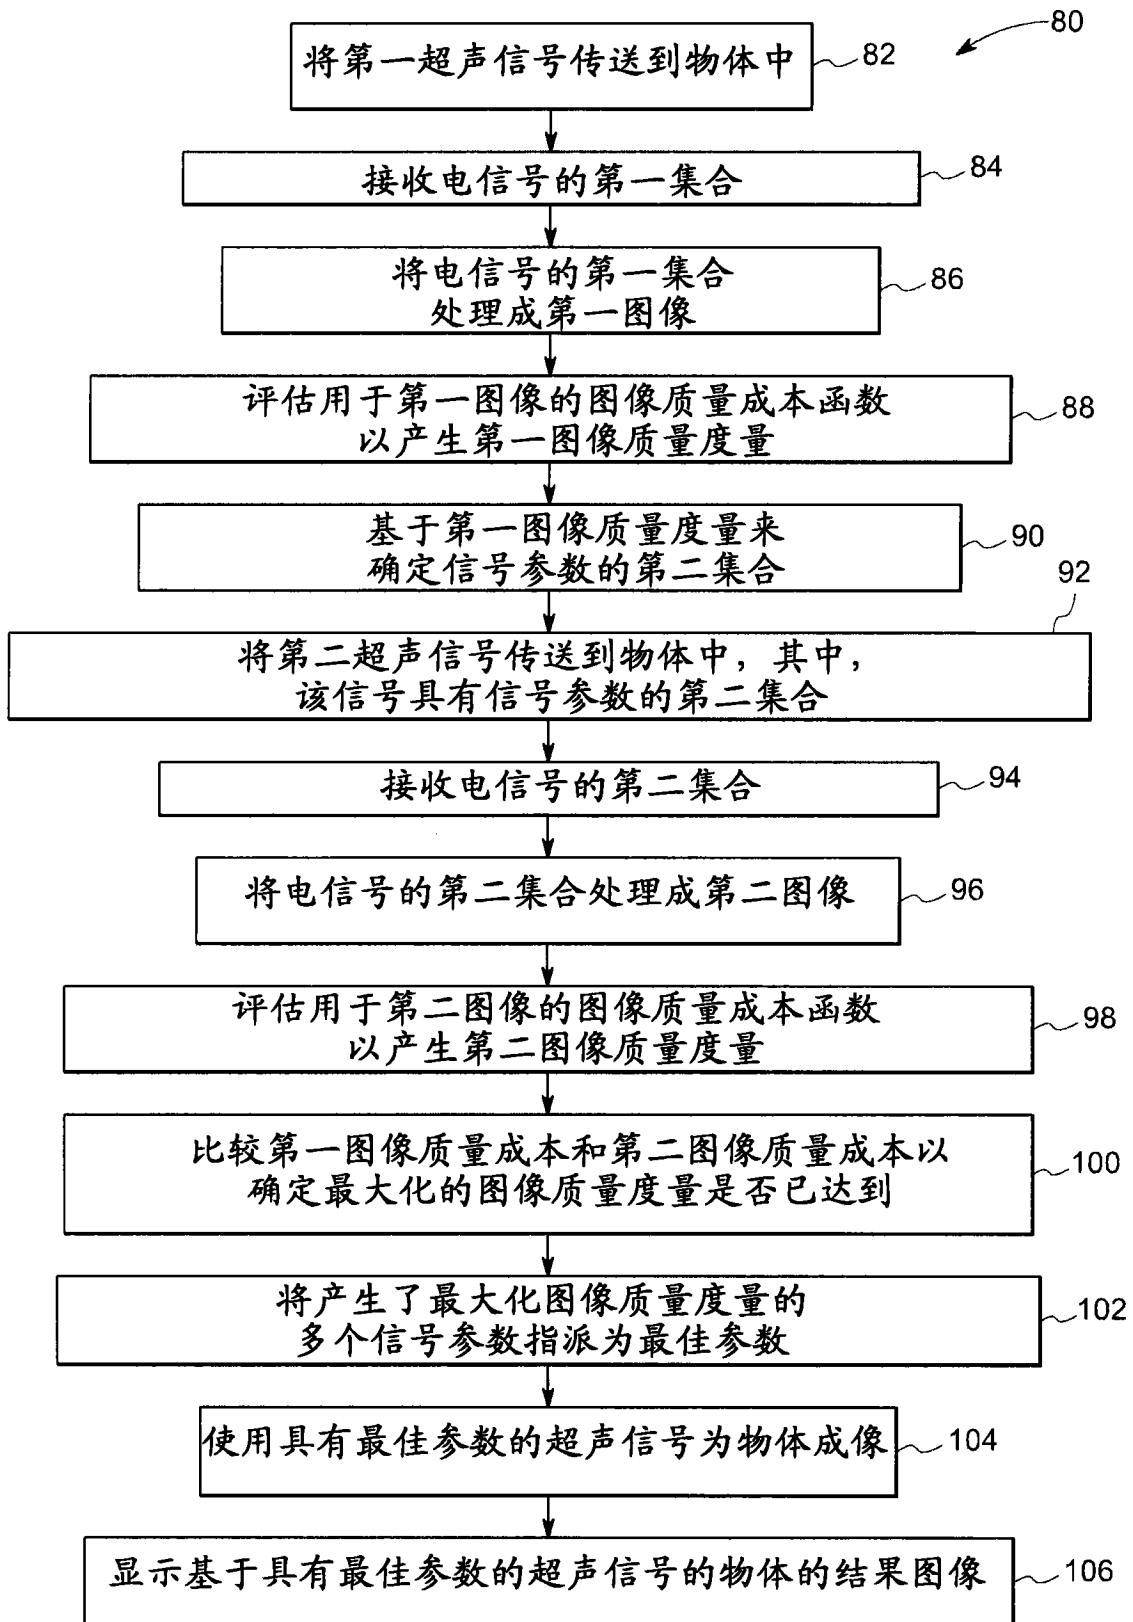 80
将第一超声信号传送到物体中
82
接收电信号的第一集合
84
将电信号的第一集合
处理成第一图像
86
评估用于第一图像的图像质量成本函数
以产生第一图像质量度量
88
基于第一图像质量度量来
确定信号参数的第二集合
90
92
将第二超声信号传送到物体中，其中，
该信号具有信号参数的第二集合
接收电信号的第二集合
94
将电信号的第二集合处理成第二图像
96
评估用于第二图像的图像质量成本函数
以产生第二图像质量度量
98
比较第一图像质量成本和第二图像质量成本以
确定最大化的图像质量度量是否已达到
100
将产生了最大化图像质量度量的
多个信号参数指派为最佳参数
102
使用具有最佳参数的超声信号为物体成像
104
显示基于具有最佳参数的超声信号的物体的结果图像
106